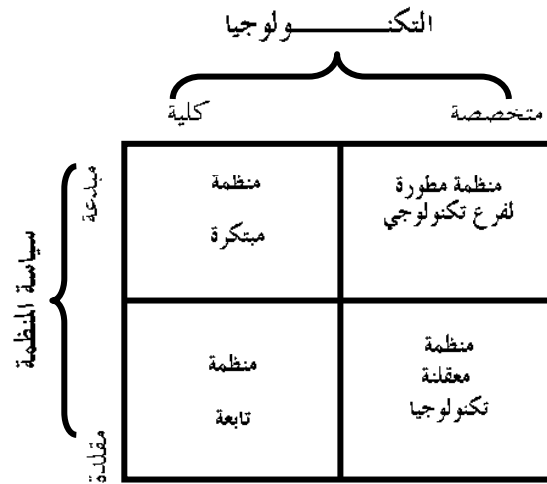 التكنـــــــــولوجيا
متخصصة
كلية
سياسة المنظمة
مبدعة
منظمة مطورة
لفرع تكنولوجي
منظمة
مبتكرة
مقلدة
منظمة
معقلنة
تكنولوجيا
منظمة
تابعة